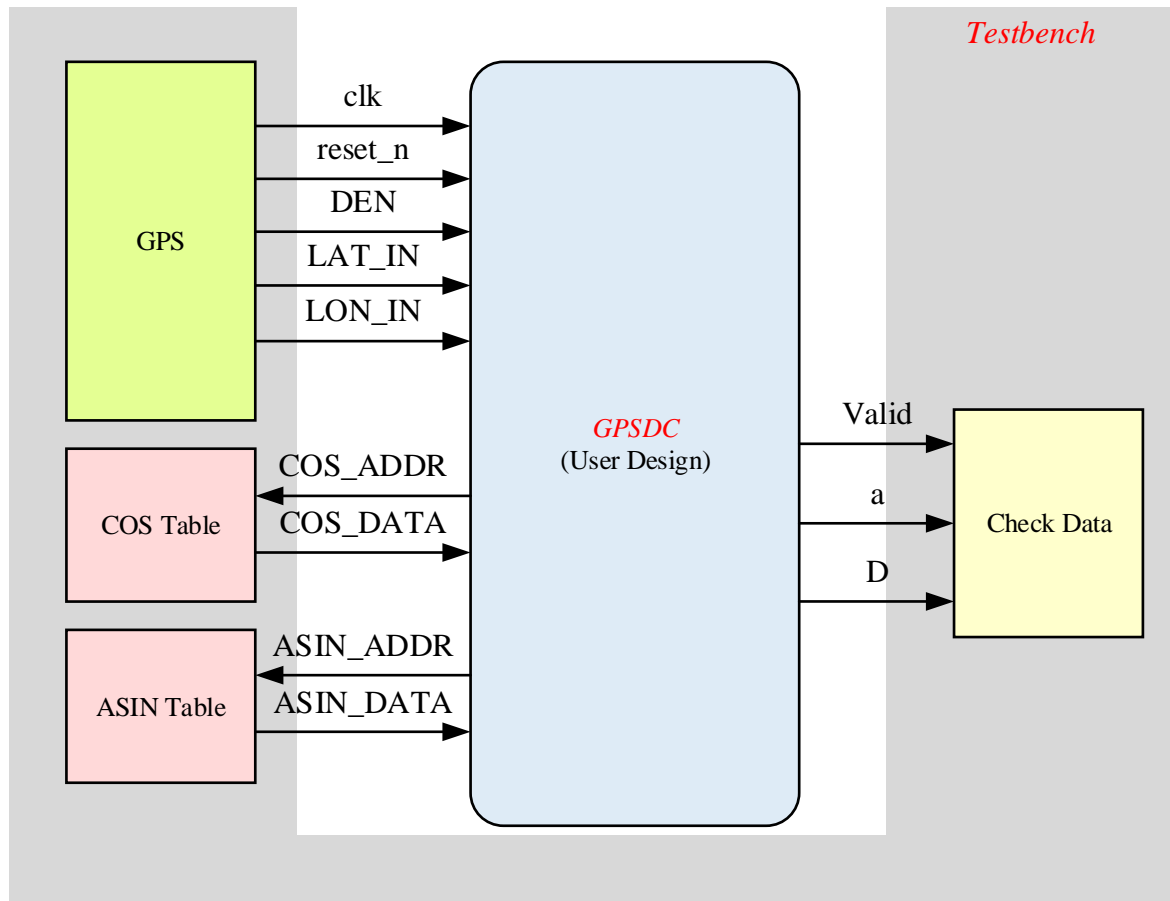 Testbench
GPS
clk
reset_n
DEN
LAT_IN
LON_IN
COS Table
COS_ADDR
COS_DATA
ASIN Table
ASIN_ADDR
ASIN_DATA
GPSDC
(User Design)
Valid
a
D
Check Data